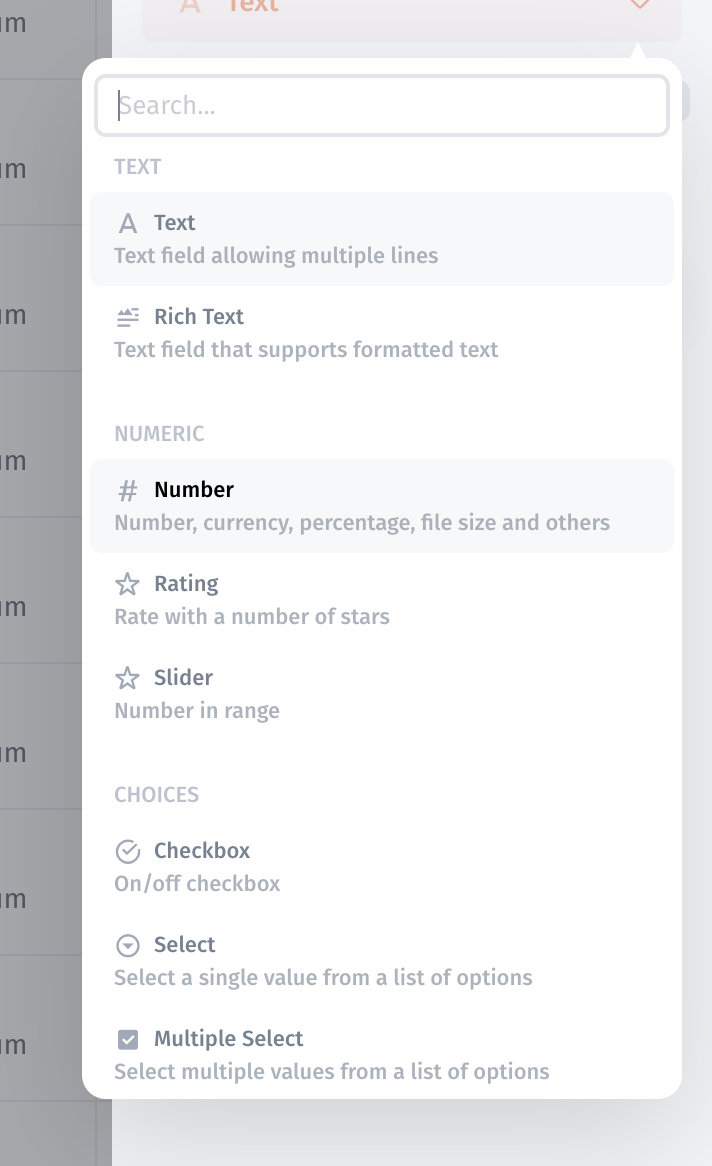 um
Text
Search...
TEXT
um
A Text
Text field allowing multiple lines
Rich Text
um
Text field that supports formatted text
NUMERIC
um
# Number
Number, currency, percentage, file size and others
Rating
um
Rate with a number of stars
Slider
Number in range
um
CHOICES
Checkbox
On/off checkbox
um
Select
Select a single value from a list of options
Multiple Select
um
Select multiple values from a list of options